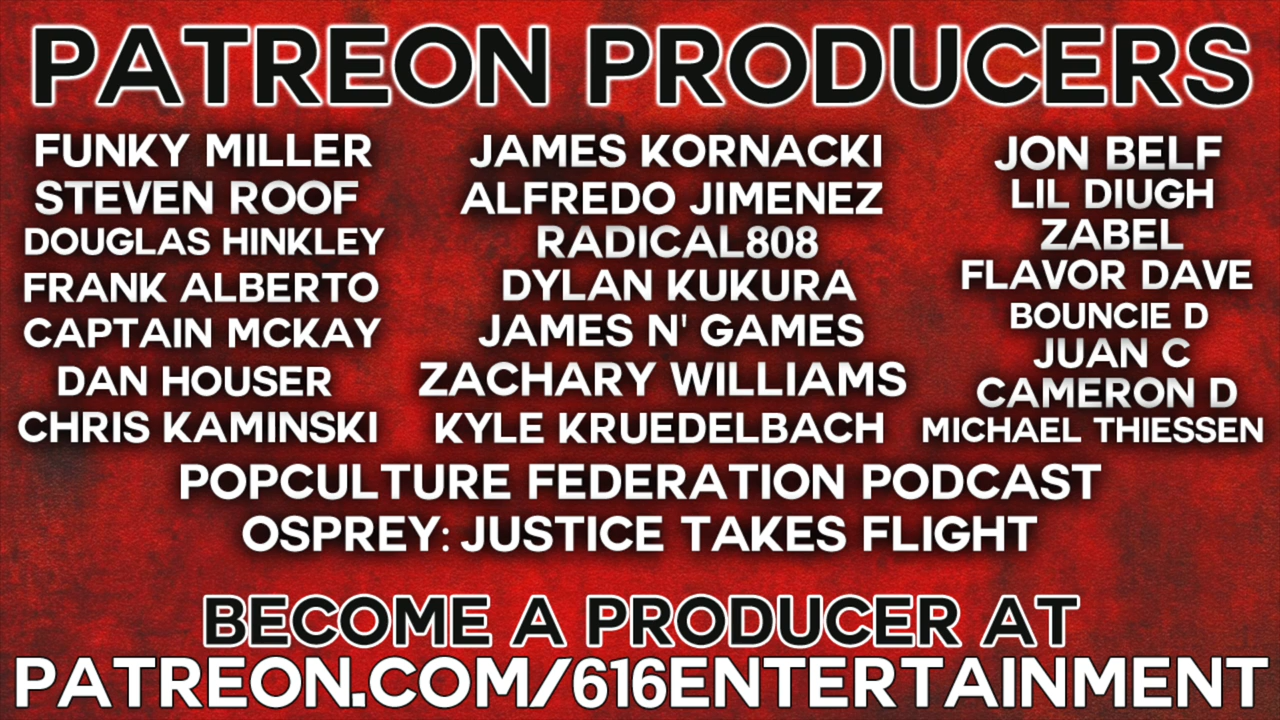 PATREON PRODUCERS
FUNKY MILLER
STEVEN ROOF
DOUGLAS HINKLEY
FRANK ALBERTO
CAPTAIN MCKAY
DAN HOUSER
CHRIS KAMINSKI
JAMES KORNACKI
ALFREDO JIMENEZ
RADICAL808
DYLAN KUKURA
JAMES N' GAMES
ZACHARY WILLIAMS
KYLE KRUEDELBACH
JON BELF
LIL DIUGH
ZABEL
FLAVOR DAVE
BOUNCIE D
JUAN C
CAMERON D
MICHAEL THIESSEN
POPCULTURE FEDERATION PODCAST
OSPREY: JUSTICE TAKES FLIGHT
BECOME A PRODUCER AT
PATREON.COM/616ENTERTAINMENT